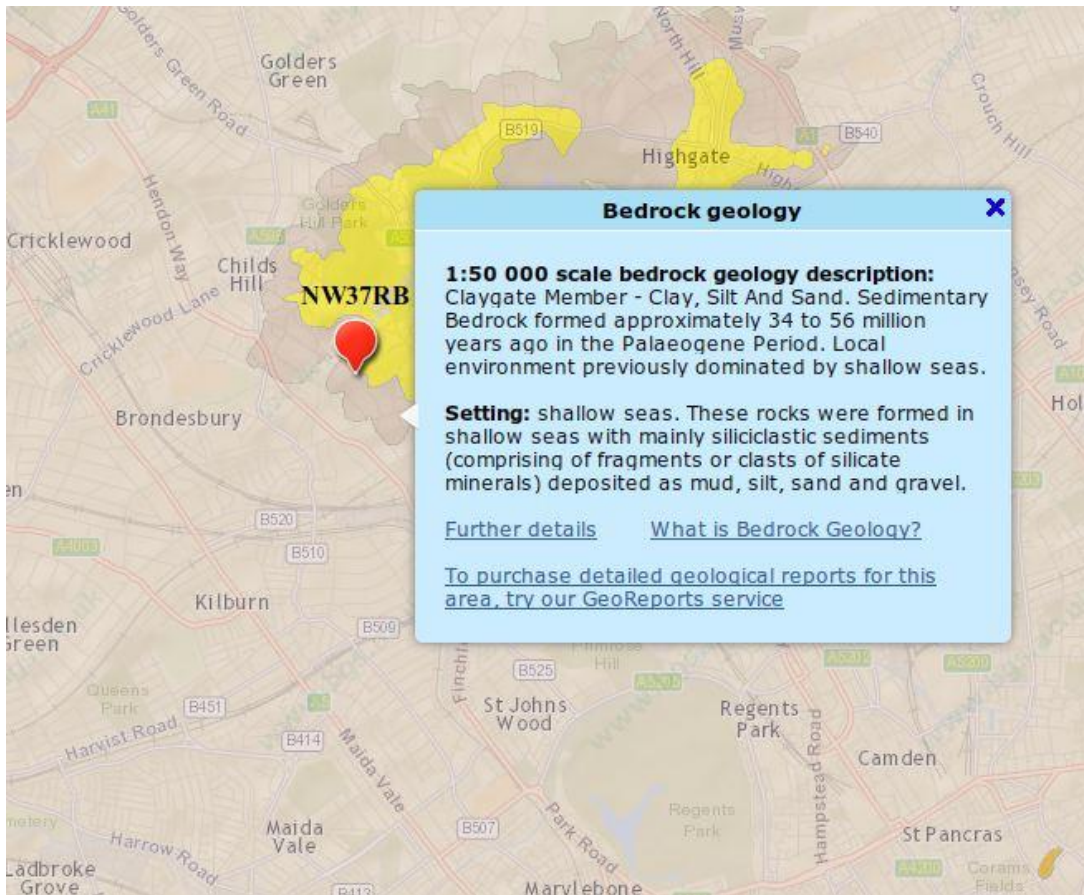 Golders
Green
North Hill
Golders Green Road
A41
B519
B540
Crouch Hill
Highgate
Hendon Way
Golders
Hill Park
Cricklewood
Childs
Hill
Cricklewood Lane
NW37RB
Bedrock geology
1:50 000 scale bedrock geology description:
Claygate Member - Clay, Silt And Sand. Sedimentary
Bedrock formed approximately 34 to 56 million
years ago in the Palaeogene Period. Local
environment previously dominated by shallow seas.
Setting: shallow seas. These rocks were formed in
shallow seas with mainly siliciclastic sediments
(comprising of fragments or clasts of silicate
minerals) deposited as mud, silt, sand and gravel.
Further details
What is Bedrock Geology?
To purchase detailed geological reports for this
area, try our GeoReports service
Brondesbury
B520
A4003
B510
Kilburn
B509
Hill
B525
A5205
A5202
A5200
Queens
Park
B451
A5
St Johns
Wood
Regents
Park
Harvist Road
B414
Maida Vale
Hampstead Road
Camden
Regents
Park
Maida
Vale
B507
Park Road
Harrow Road
St Pancras
Ladbroke
Grove
B413
Marylebone
A4200
Corams
Fields